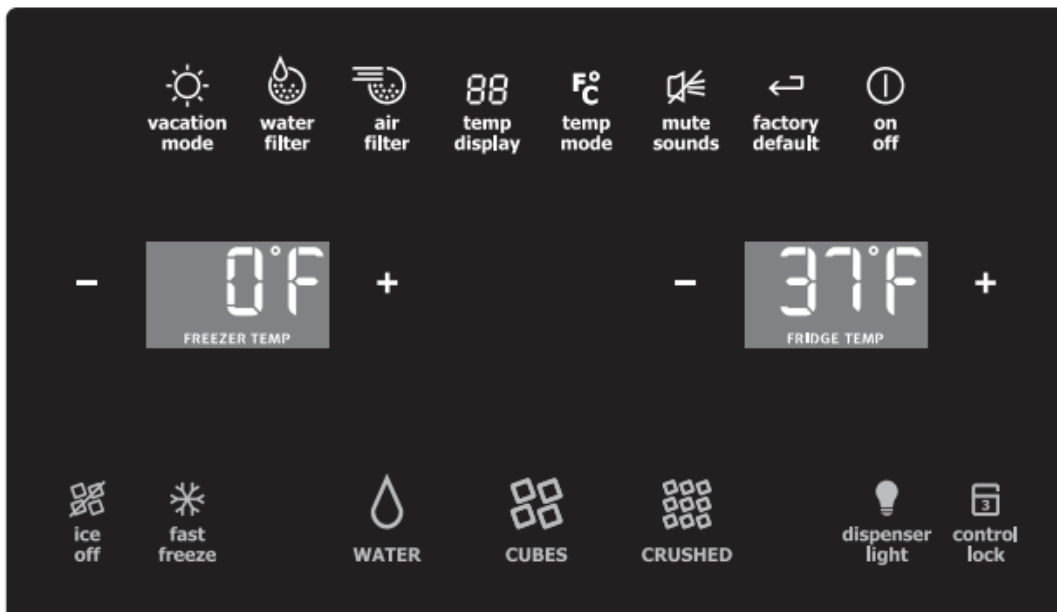 88 F°C
vacation water air temp temp mute factory on
mode filter filter display mode sounds default off
- 0°F + - 37°F +
FREEZER TEMP FRIDGE TEMP
3
ice fast dispenser control
off freeze WATER CUBES CRUSHED light lock